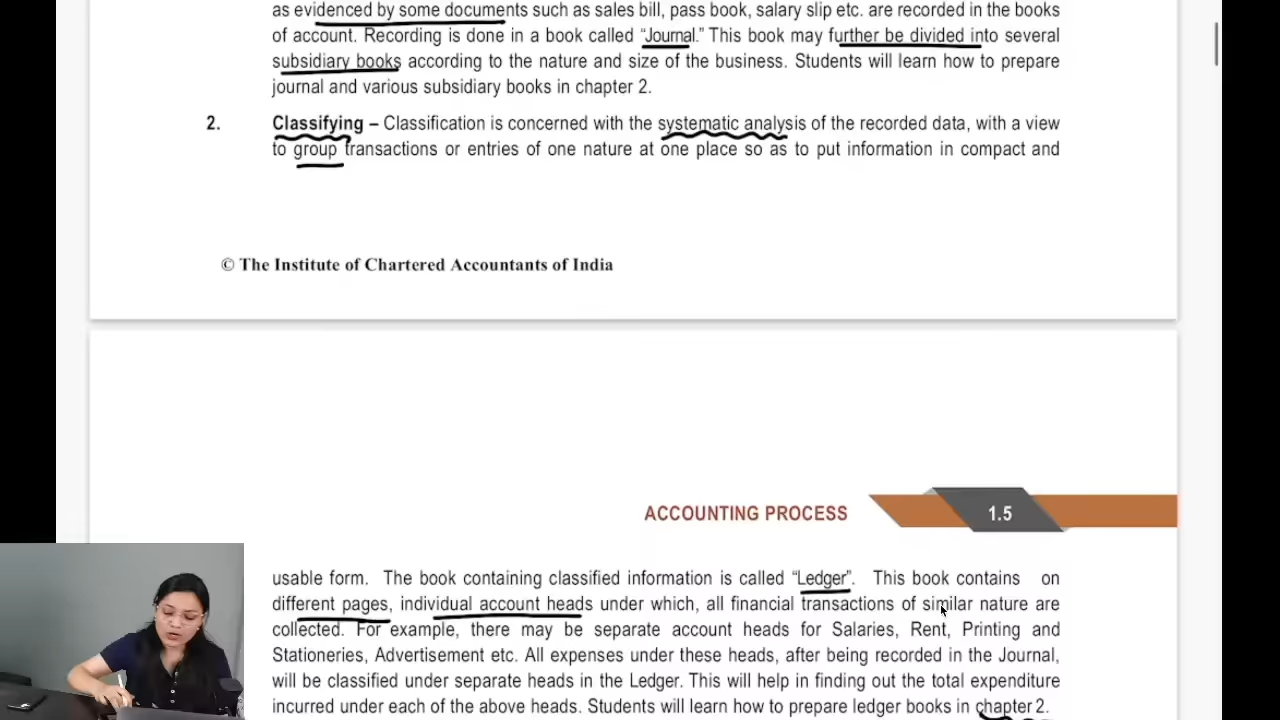 as evidenced by some documents such as sales bill, pass book, salary slip etc. are recorded in the books
of account. Recording is done in a book called “Journal.” This book may further be divided into several
subsidiary books according to the nature and size of the business. Students will learn how to prepare
journal and various subsidiary books in chapter 2.
2. Classifying – Classification is concerned with the systematic analysis of the recorded data, with a view
to group transactions or entries of one nature at one place so as to put information in compact and
© The Institute of Chartered Accountants of India
ACCOUNTING PROCESS 1.5
usable form. The book containing classified information is called “Ledger”. This book contains on
different pages, individual account heads under which, all financial transactions of similar nature are
collected. For example, there may be separate account heads for Salaries, Rent, Printing and
Stationeries, Advertisement etc. All expenses under these heads, after being recorded in the Journal,
will be classified under separate heads in the Ledger. This will help in finding out the total expenditure
incurred under each of the above heads. Students will learn how to prepare ledger books in chapter 2.